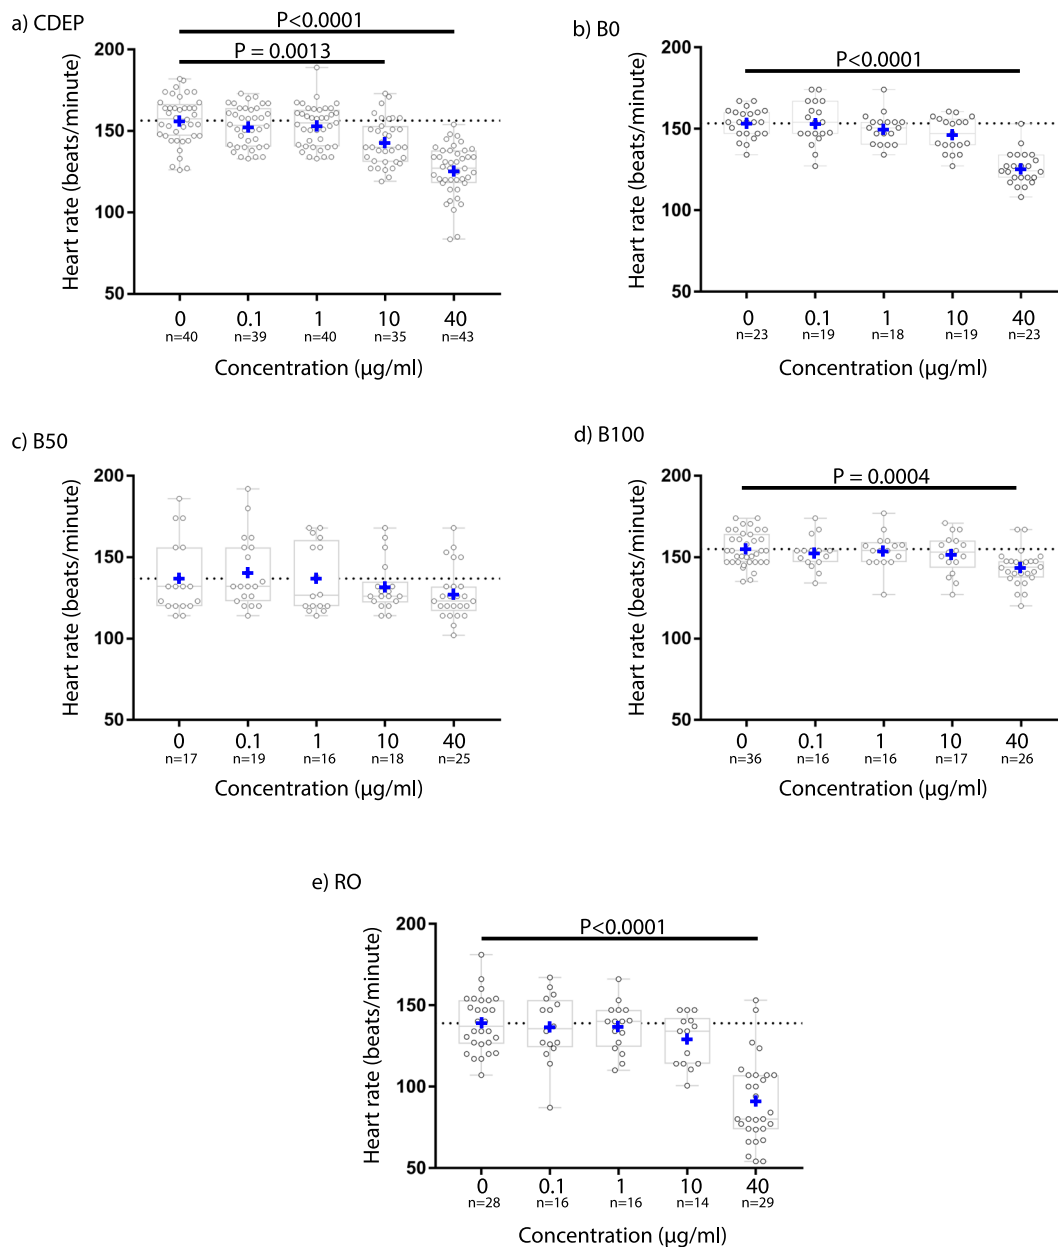 a) CDEP
P<0.0001
P = 0.0013
200
150
100
50
Heart rate (beats/minute)
0 0.1 1 10 40
n=40 n=39 n=40 n=35 n=43
Concentration (µg/ml)
b) B0
P<0.0001
200
150
100
50
Heart rate (beats/minute)
0 0.1 1 10 40
n=23 n=19 n=18 n=19 n=23
Concentration (µg/ml)
c) B50
200
150
100
50
Heart rate (beats/minute)
0 0.1 1 10 40
n=17 n=19 n=16 n=18 n=25
Concentration (µg/ml)
d) B100
P = 0.0004
200
150
100
50
Heart rate (beats/minute)
0 0.1 1 10 40
n=36 n=16 n=16 n=17 n=26
Concentration (µg/ml)
e) RO
P<0.0001
200
150
100
50
Heart rate (beats/minute)
0 0.1 1 10 40
n=28 n=16 n=16 n=14 n=29
Concentration (µg/ml)